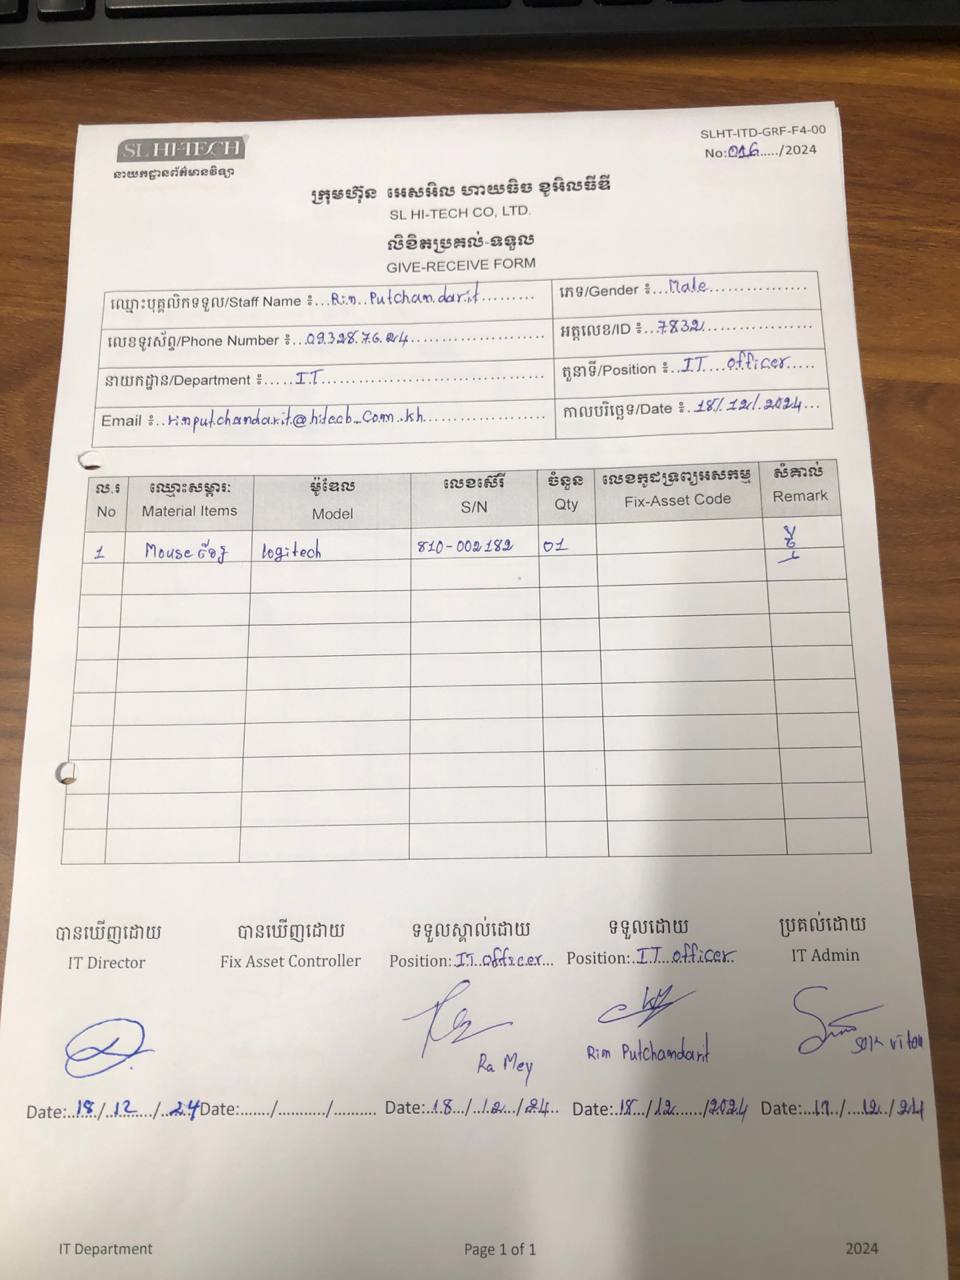 SL HI-TECH
នាយកដ្ឋានព័ត៌មានវិទ្យា
SLHT-ITD-GRF-F4-00
No:016...../2024
ក្រុមហ៊ុន អេសអិល ហាយធិច ខូអិលធីឌី
SL HI-TECH CO, LTD.
លិខិតប្រគល់-ទទួល
GIVE-RECEIVE FORM
ឈ្មោះបុគ្គលិកទទួល/Staff Name ៖...Rim..Putchandarit......... ភេទ/Gender ៖...Male...............
លេខទូរស័ព្ទ/Phone Number ៖...09.328.76.24........................ អត្តលេខ/ID ៖...7832...................
នាយកដ្ឋាន/Department ៖.....IT....................................... តួនាទី/Position ៖...IT....officer.....
Email ៖..rimputchandarit@hitech.com.kh..................... កាលបរិច្ឆេទ/Date ៖..18/.12/.2024...
ល.រ ឈ្មោះសម្ភារៈ ម៉ូឌែល លេខស៊េរី ចំនួន លេខកូដទ្រព្យអសកម្ម សំគាល់
No Material Items Model S/N Qty Fix-Asset Code Remark
1 Mouse logitech 810-002182 01 ថ្មី
បានឃើញដោយ បានឃើញដោយ ទទួលស្គាល់ដោយ ទទួលដោយ ប្រគល់ដោយ
IT Director Fix Asset Controller Position:.IT.officer... Position:..IT..officer. IT Admin
Ra Mey Rim Putchandarit
Date:..18./.12..../..24 Date:......./.........../.......... Date:..18.../..12.../24.. Date:..18../12....../2024 Date:..17../...12../24
IT Department Page 1 of 1 2024